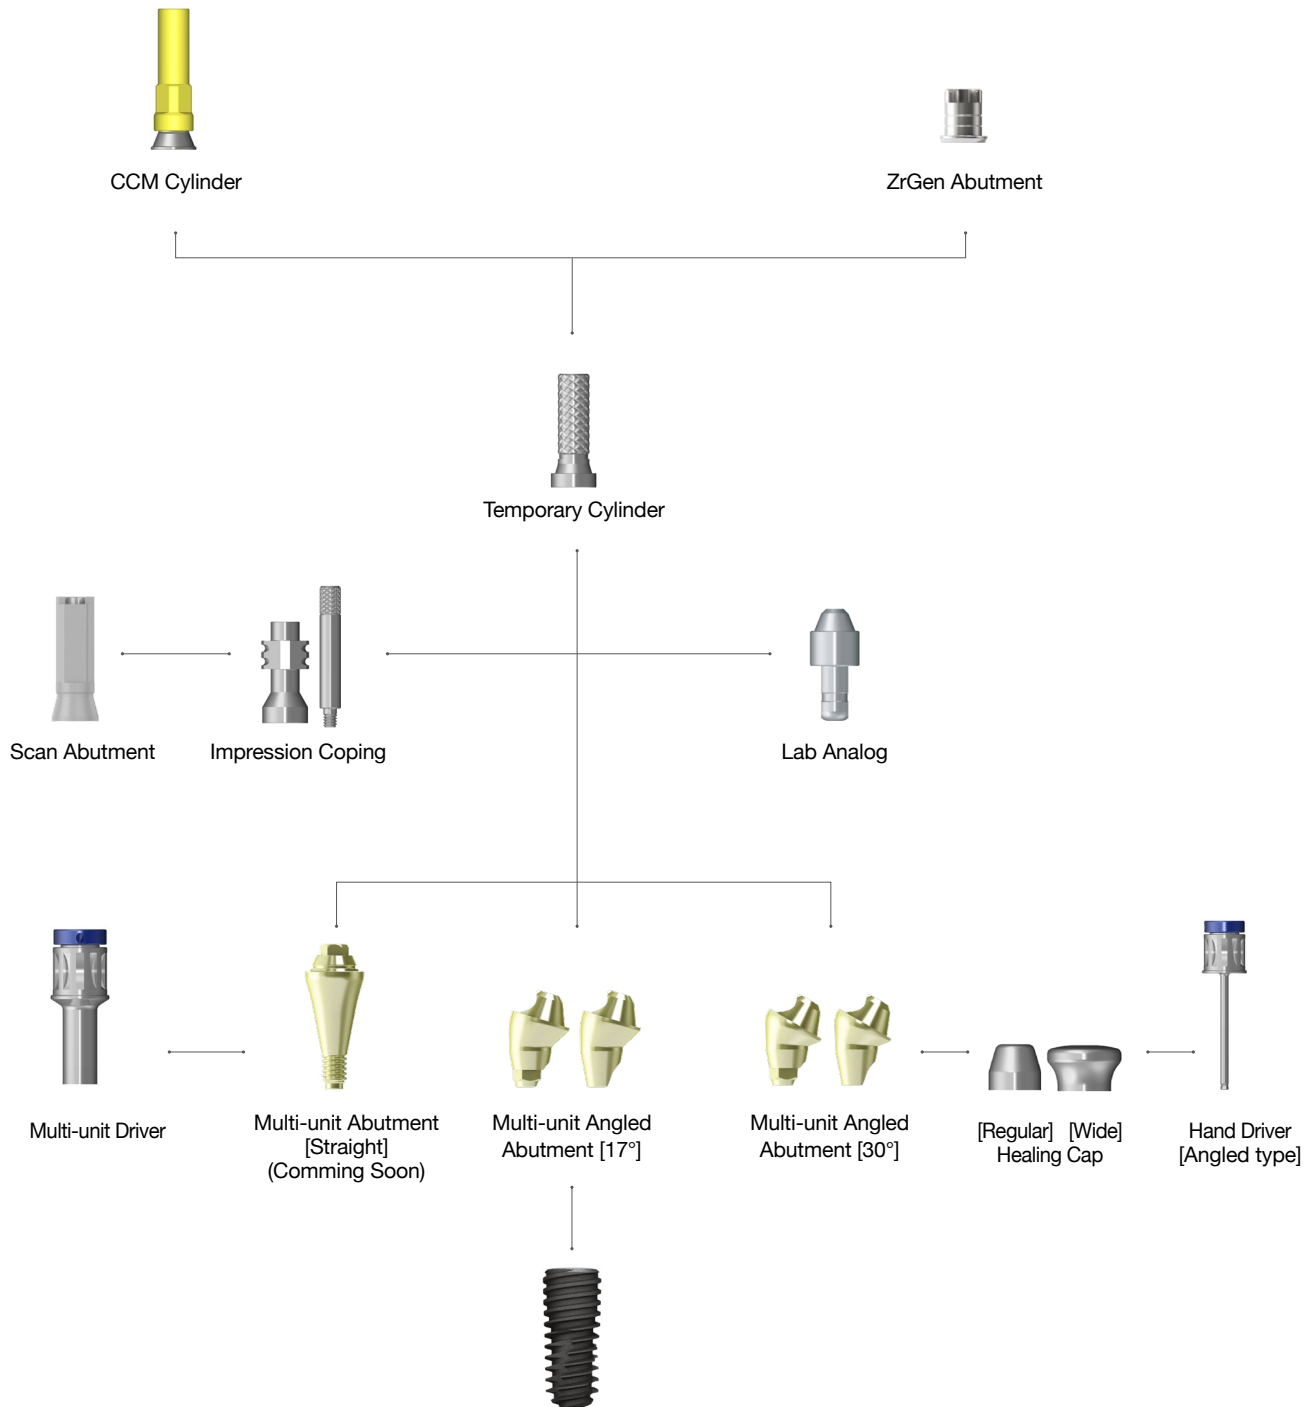 CCM Cylinder
ZrGen Abutment
Temporary Cylinder
Scan Abutment
Impression Coping
Lab Analog
Multi-unit Driver
Multi-unit Abutment
[Straight]
(Comming Soon)
Multi-unit Angled
Abutment [17°]
Multi-unit Angled
Abutment [30°]
[Regular] [Wide]
Healing Cap
Hand Driver
[Angled type]